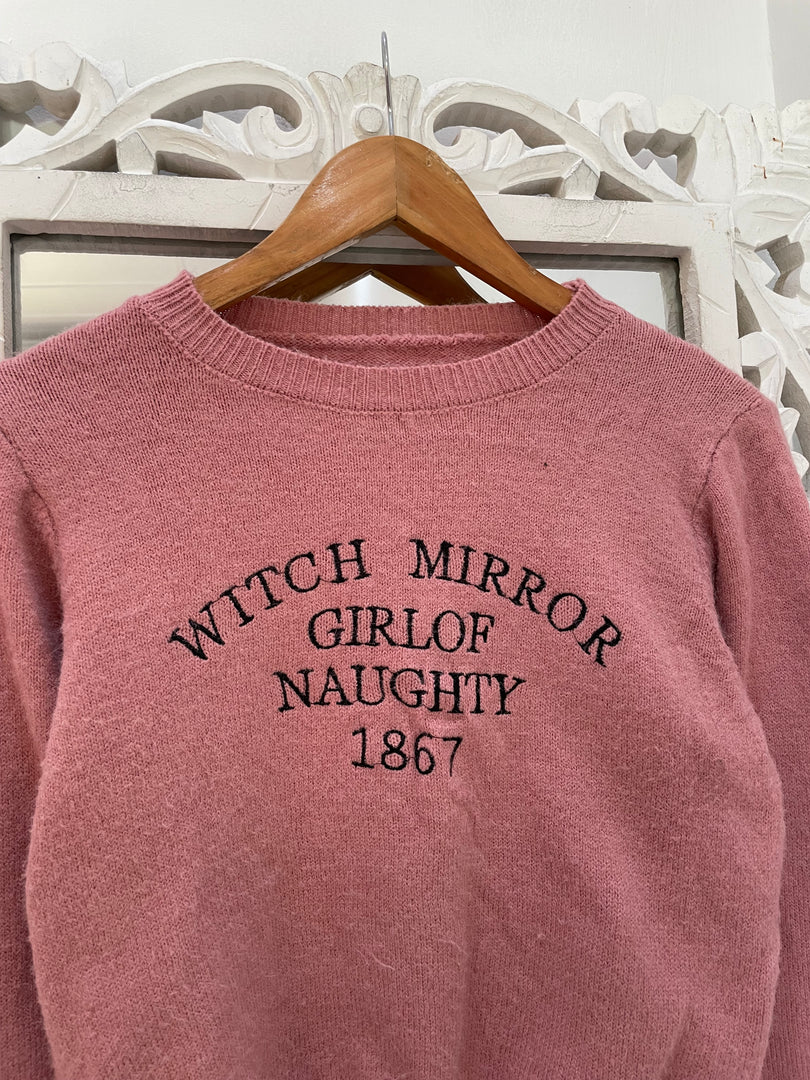 WITCH MIRROR
GIRLOF
NAUGHTY
1867